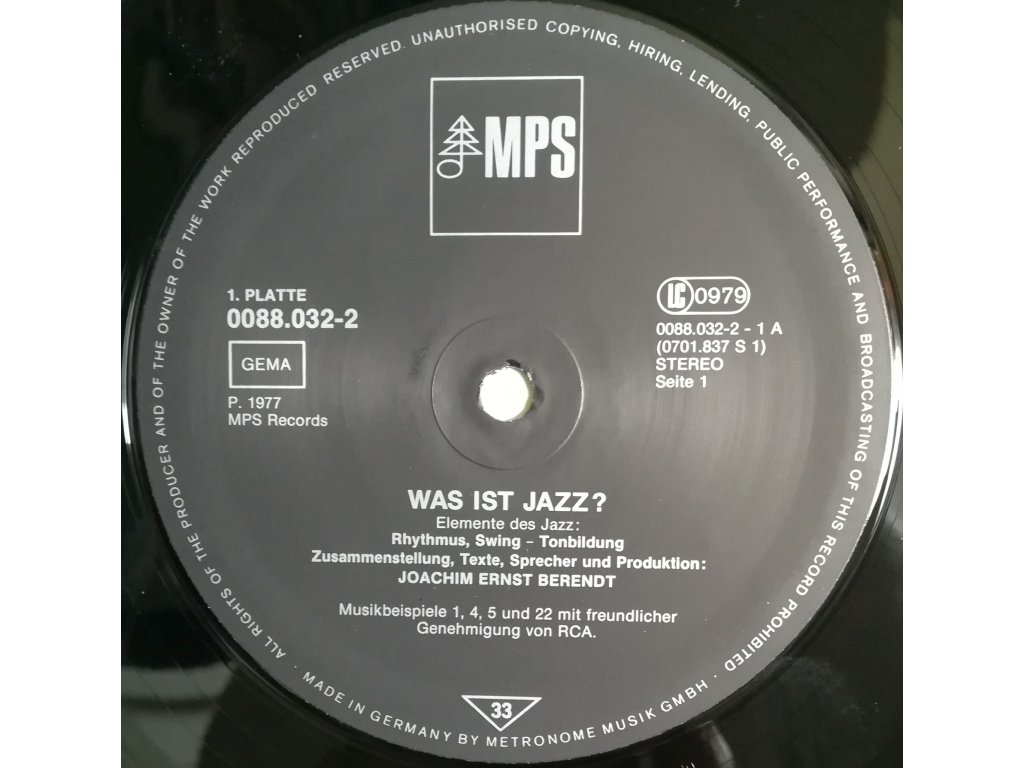 ALL RIGHTS OF THE PRODUCER AND OF THE OWNER OF THE WORK REPRODUCED RESERVED. UNAUTHORISED COPYING, HIRING, LENDING, PUBLIC PERFORMANCE AND BROADCASTING OF THIS RECORD PROHIBITED
MPS
1. PLATTE
0088.032-2
GEMA
P. 1977
MPS Records
LC 0979
0088.032-2 - 1 A
(0701.837 S 1)
STEREO
Seite 1
WAS IST JAZZ?
Elemente des Jazz:
Rhythmus, Swing – Tonbildung
Zusammenstellung, Texte, Sprecher und Produktion:
JOACHIM ERNST BERENDT
Musikbeispiele 1, 4, 5 und 22 mit freundlicher
Genehmigung von RCA.
33
· MADE IN GERMANY BY METRONOME MUSIK GMBH ·